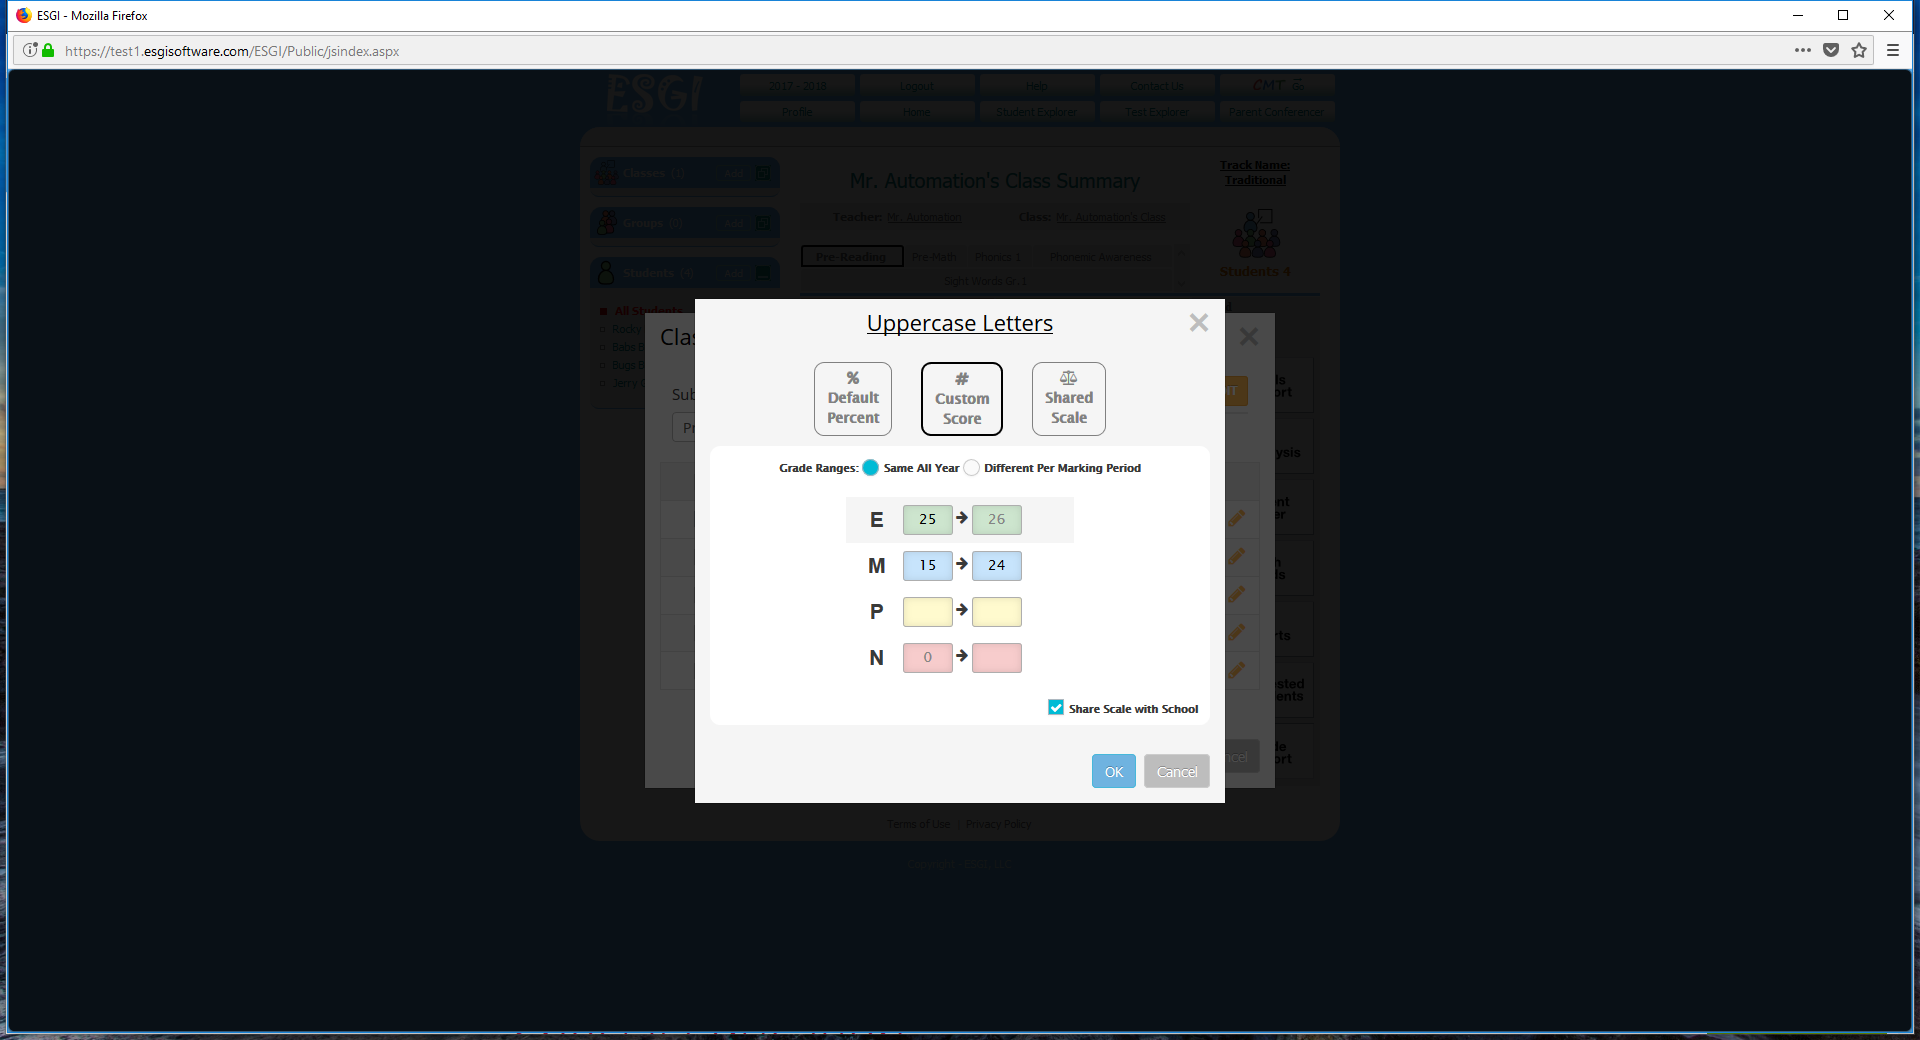 ESGI - Mozilla Firefox
https://test1.esgisoftware.com/ESGI/Public/jsindex.aspx
ESGI
2017 - 2018
Logout
Help
Contact Us
CMT
Profile
Home
Student Explorer
Test Explorer
Parent Conferencer
Classes (1)
Add
Mr. Automation's Class Summary
Track Name:
Traditional
Groups (0)
Add
Teacher: Mr. Automation
Class: Mr. Automation's Class
Students (4)
Add
Pre-Reading
Pre Math
Phonics 1
Phonemic Awareness
Sight Words Gr.1
Students 4
All Students
Rocky
Babs B
Bugs B
Jerry
Clas
Sub
Uppercase Letters
%
Default
Percent
#
Custom
Score
Shared
Scale
Grade Ranges: Same All Year Different Per Marking Period
E 25 26
M 15 24
P
N 0
Share Scale with School
OK
Cancel
Terms of Use | Privacy Policy